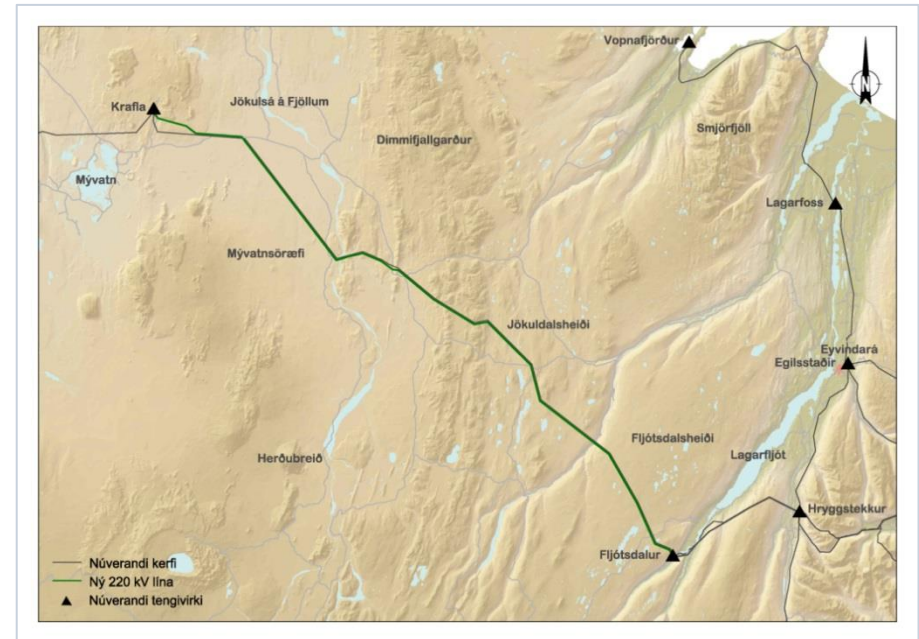 Vopnafjörður
Krafla
Jökulsá á Fjöllum
N
Dimmifjallgarður
Smjörfjöll
Mývatn
Lagarfoss
Mývatnsöræfi
Jökuldalsheiði
Eyvindará
Egilsstaðir
Fljótsdalsheiði
Lagarfljót
Herðubreið
Hryggstekkur
Fljótsdalur
Núverandi kerfi
Ný 220 kV lína
Núverandi tengivirki